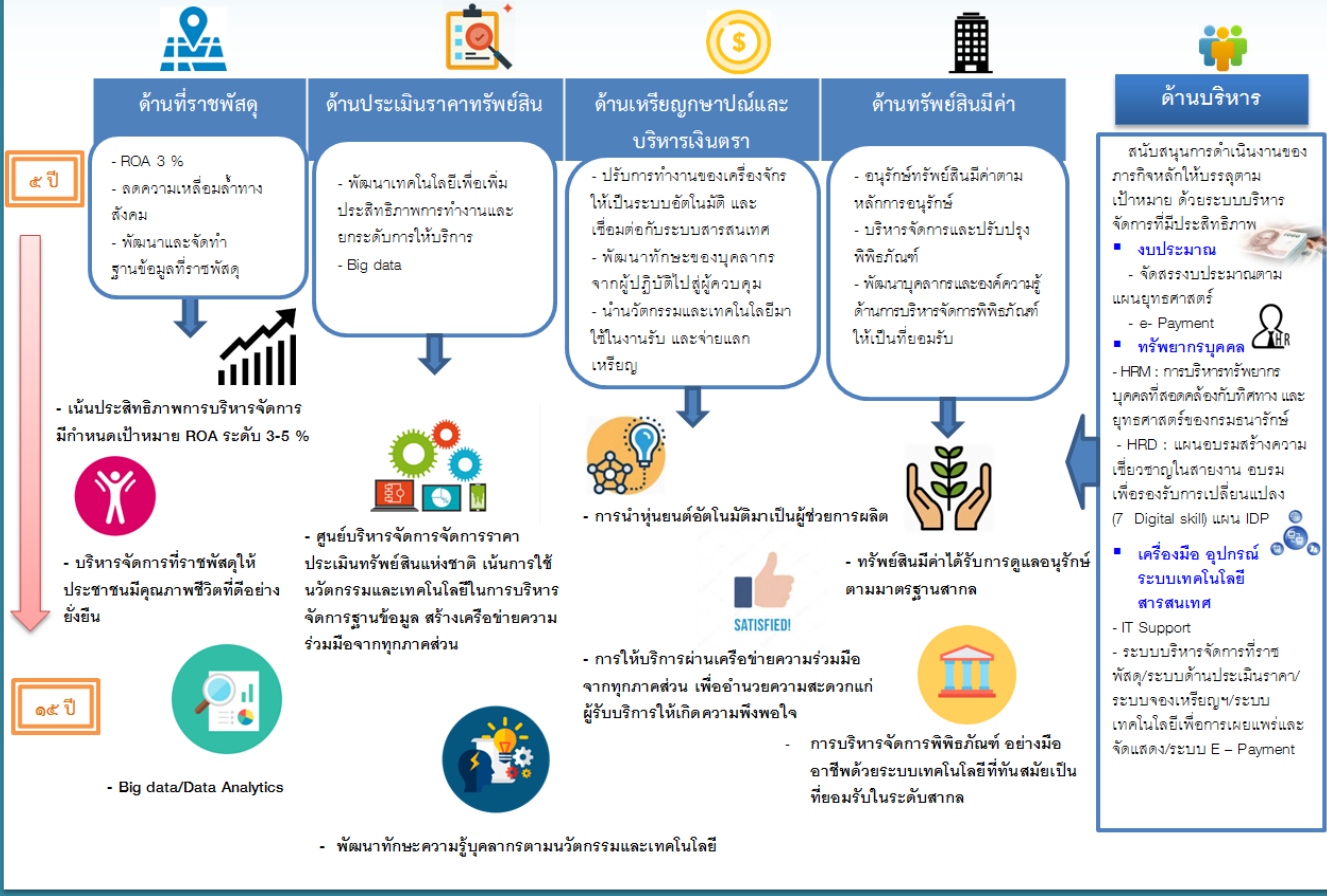 ด้านที่ราชพัสดุ
ด้านประเมินราคาทรัพย์สิน
ด้านเหรียญกษาปณ์และ
บริหารเงินตรา
ด้านทรัพย์สินมีค่า
ด้านบริหาร
๕ ปี
- ROA 3 %
- ลดความเหลื่อมล้ำทาง
สังคม
- พัฒนาและจัดทำ
ฐานข้อมูลที่ราชพัสดุ
- พัฒนาเทคโนโลยีเพื่อเพิ่ม
ประสิทธิภาพการทำงานและ
ยกระดับการให้บริการ
- Big data
- ปรับการทำงานของเครื่องจักร
ให้เป็นระบบอัตโนมัติ และ
เชื่อมต่อกับระบบสารสนเทศ
- พัฒนาทักษะของบุคลากร
จากผู้ปฏิบัติไปสู่ผู้ควบคุม
- นำนวัตกรรมและเทคโนโลยีมา
ใช้ในงานรับ และจ่ายแลก
เหรียญ
- อนุรักษ์ทรัพย์สินมีค่าตาม
หลักการอนุรักษ์
- บริหารจัดการและปรับปรุง
พิพิธภัณฑ์
- พัฒนาบุคลากรและองค์ความรู้
ด้านการบริหารจัดการพิพิธภัณฑ์
ให้เป็นที่ยอมรับ
- เน้นประสิทธิภาพการบริหารจัดการ
มีกำหนดเป้าหมาย ROA ระดับ 3-5 %
- บริหารจัดการที่ราชพัสดุให้
ประชาชนมีคุณภาพชีวิตที่ดีอย่าง
ยั่งยืน
๑๕ ปี
- Big data/Data Analytics
- ศูนย์บริหารจัดการจัดการราคา
ประเมินทรัพย์สินแห่งชาติ เน้นการใช้
นวัตกรรมและเทคโนโลยีในการบริหาร
จัดการฐานข้อมูล สร้างเครือข่ายความ
ร่วมมือจากทุกภาคส่วน
- พัฒนาทักษะความรู้บุคลากรตามนวัตกรรมและเทคโนโลยี
- การนำหุ่นยนต์อัตโนมัติมาเป็นผู้ช่วยการผลิต
SATISFIED!
- การให้บริการผ่านเครือข่ายความร่วมมือ
จากทุกภาคส่วน เพื่ออำนวยความสะดวกแก่
ผู้รับบริการให้เกิดความพึงพอใจ
- ทรัพย์สินมีค่าได้รับการดูแลอนุรักษ์
ตามมาตรฐานสากล
- การบริหารจัดการพิพิธภัณฑ์ อย่างมือ
อาชีพด้วยระบบเทคโนโลยีที่ทันสมัยเป็น
ที่ยอมรับในระดับสากล
สนับสนุนการดำเนินงานของ
ภารกิจหลักให้บรรลุตาม
เป้าหมาย ด้วยระบบบริหาร
จัดการที่มีประสิทธิภาพ
▪ งบประมาณ
- จัดสรรงบประมาณตาม
แผนยุทธศาสตร์
- e- Payment
HR
▪ ทรัพยากรบุคคล
- HRM : การบริหารทรัพยากร
บุคคลที่สอดคล้องกับทิศทาง และ
ยุทธศาสตร์ของกรมธนารักษ์
- HRD : แผนอบรมสร้างความ
เชี่ยวชาญในสายงาน อบรม
เพื่อรองรับการเปลี่ยนแปลง
(7 Digital skill) แผน IDP
▪ เครื่องมือ อุปกรณ์
ระบบเทคโนโลยี
สารสนเทศ
- IT Support
- ระบบบริหารจัดการที่ราช
พัสดุ/ระบบด้านประเมินราคา/
ระบบจองเหรียญฯ/ระบบ
เทคโนโลยีเพื่อการเผยแพร่และ
จัดแสดง/ระบบ E – Payment